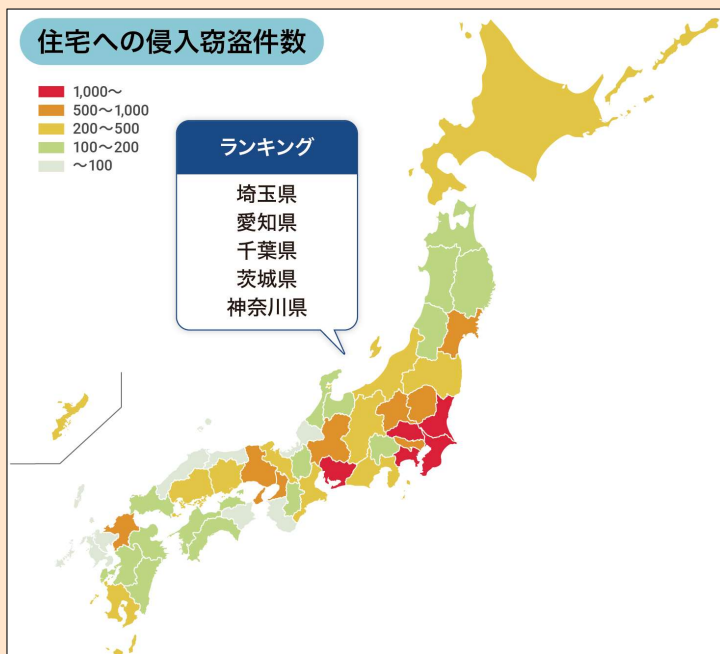 住宅への侵入窃盗件数
1,000〜
500〜1,000
200〜500
100〜200
〜100
ランキング
埼玉県
愛知県
千葉県
茨城県
神奈川県